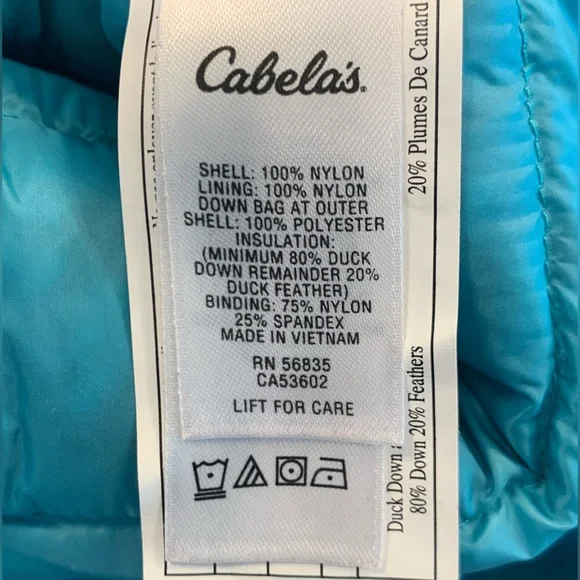 Cabela's®
SHELL: 100% NYLON
LINING: 100% NYLON
DOWN BAG AT OUTER
SHELL: 100% POLYESTER
INSULATION:
(MINIMUM 80% DUCK
DOWN REMAINDER 20%
DUCK FEATHER)
BINDING: 75% NYLON
25% SPANDEX
MADE IN VIETNAM
RN 56835
CA53602
LIFT FOR CARE
20% Plumes De Canard
Duck Down
80% Down 20% Feathers